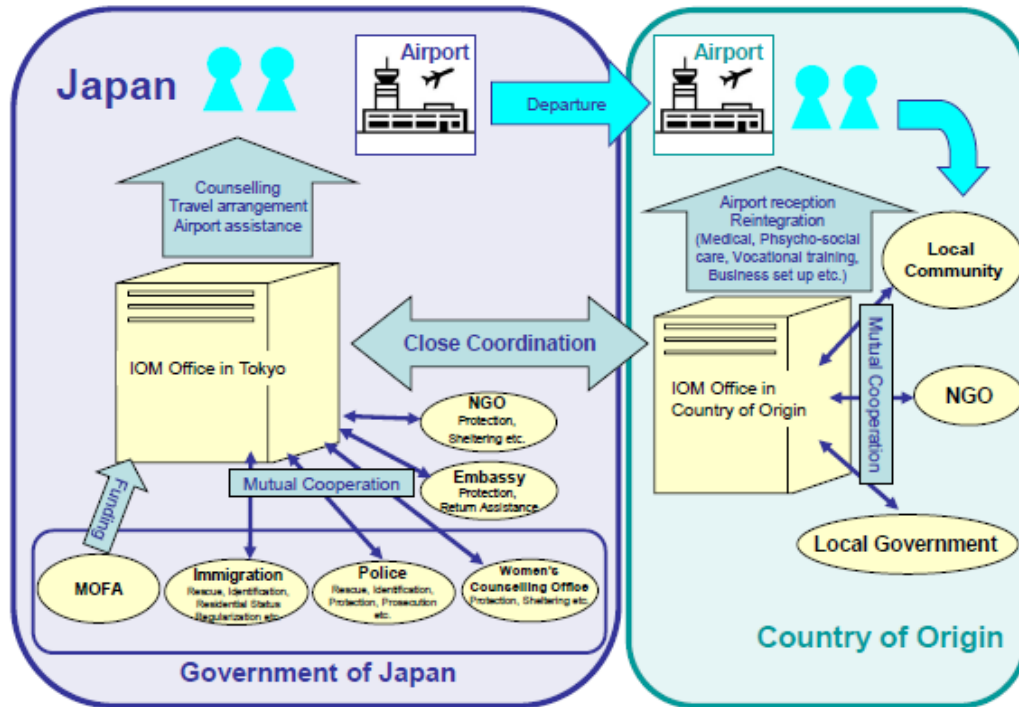 Japan
Airport
Departure
Airport
Counselling
Travel arrangement
Airport assistance
Airport reception
Reintegration
(Medical, Phsycho-social
care, Vocational training,
Business set up etc.)
Local
Community
IOM Office in Tokyo
Close Coordination
IOM Office in
Country of Origin
Mutual Cooperation
NGO
NGO
Protection,
Sheltering etc.
Embassy
Protection,
Return Assistance
Mutual Cooperation
Funding
Local Government
MOFA
Immigration
Rescue, Identification,
Residential Status
Regularization etc.
Police
Rescue, Identification,
Protection, Prosecution
etc.
Women's
Counselling Office
Protection, Sheltering etc.
Government of Japan
Country of Origin